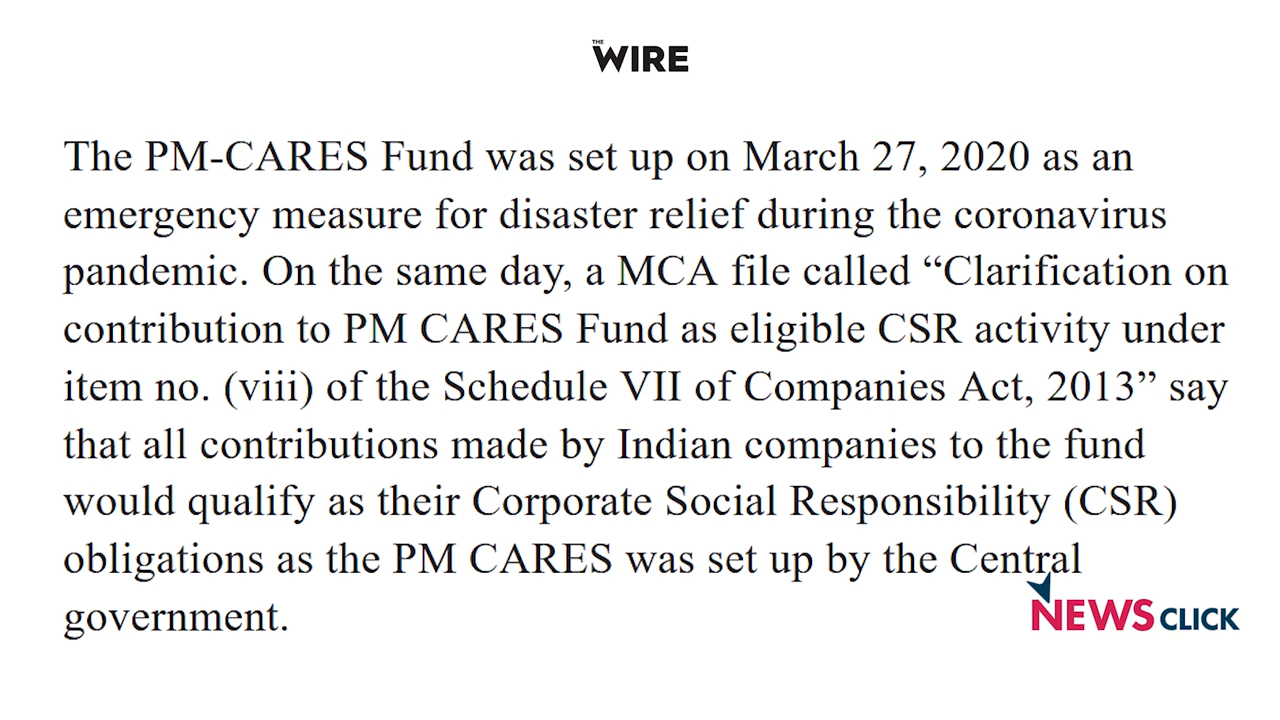 THE
WIRE
The PM-CARES Fund was set up on March 27, 2020 as an
emergency measure for disaster relief during the coronavirus
pandemic. On the same day, a MCA file called “Clarification on
contribution to PM CARES Fund as eligible CSR activity under
item no. (viii) of the Schedule VII of Companies Act, 2013” say
that all contributions made by Indian companies to the fund
would qualify as their Corporate Social Responsibility (CSR)
obligations as the PM CARES was set up by the Central
government.
NEWSCLICK